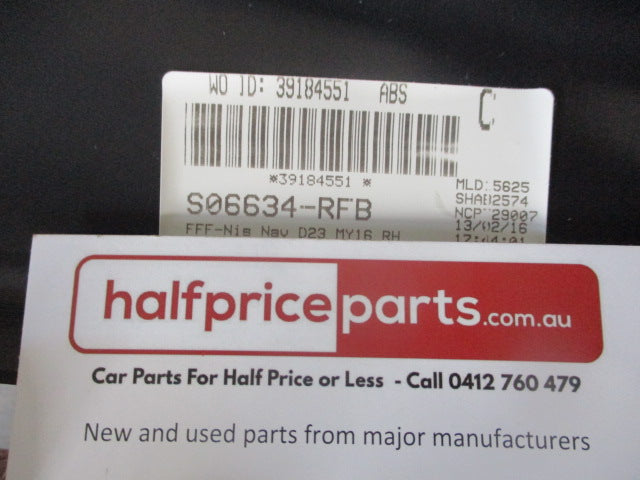 WO ID: 39184551 ABS
C
*39184551 *
S06634-RFB
FFF-Nis Nav D23 MY16 RH
MLD: 5625
29007
13/02/16
halfpriceparts.com.au
Car Parts For Half Price or Less - Call 0412 760 479
New and used parts from major manufacturers